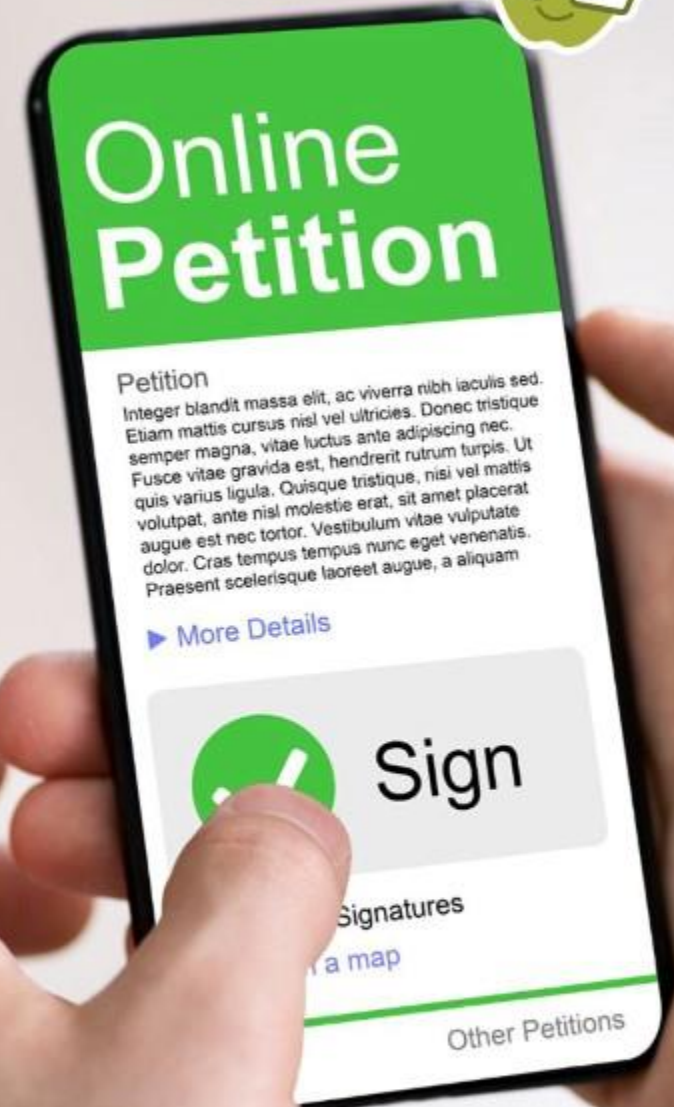 Online
Petition
Petition
Integer blandit massa elit, ac viverra nibh iaculis sed.
Etiam mattis cursus nisl vel ultricies. Donec tristique
semper magna, vitae luctus ante adipiscing nec.
Fusce vitae gravida est, hendrerit rutrum turpis. Ut
quis varius ligula. Quisque tristique, nisi vel mattis
volutpat, ante nisl molestie erat, sit amet placerat
augue est nec tortor. Vestibulum vitae vulputate
dolor. Cras tempus tempus nunc eget venenatis.
Praesent scelerisque laoreet augue, a aliquam
▶ More Details
Sign
Signatures
a map
Other Petitions